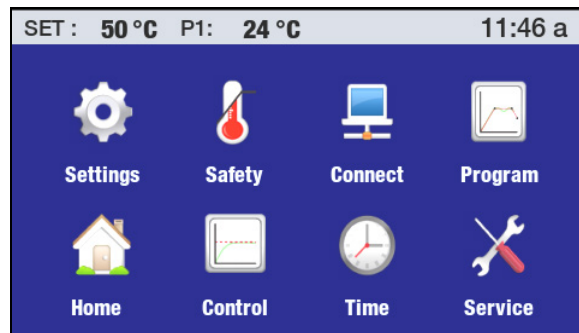 SET : 50 °C P1: 24 °C 11:46 a
Settings Safety Connect Program
Home Control Time Service